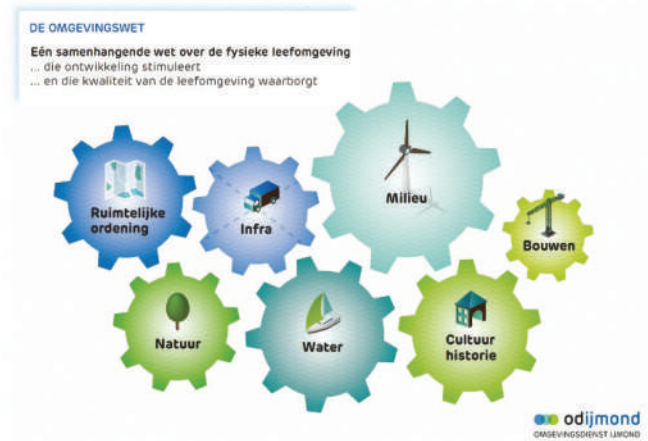 DE OMGEVINGSWET
Eén samenhangende wet over de fysieke leefomgeving
... die ontwikkeling stimuleert
... en die kwaliteit van de leefomgeving waarborgt
Ruimtelijke
ordening
Infra
Milieu
Bouwen
Natuur
Water
Cultuur
historie
odijmond
OMGEVINGSDIENST IJMOND